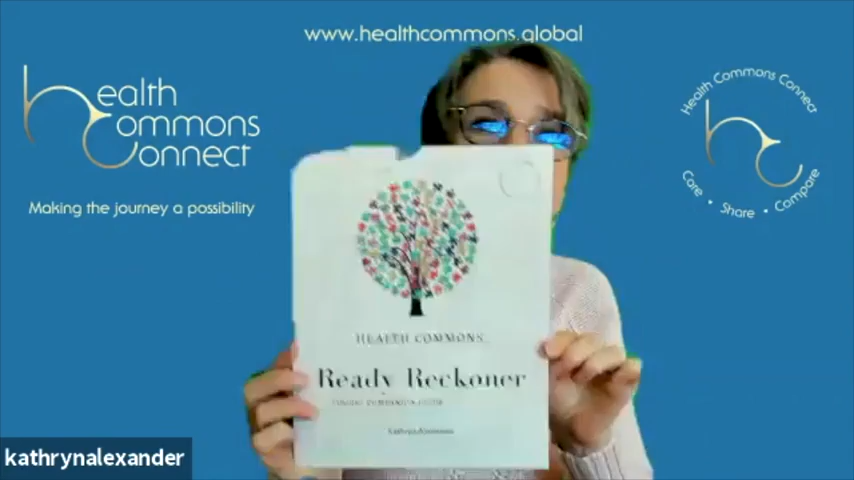 www.healthcommons.global
health
commons
connect
Making the journey a possibility
Health Commons Connect
hc
Care • Share • Compare
HEALTH COMMONS
Ready Reckoner
kathrynalexander